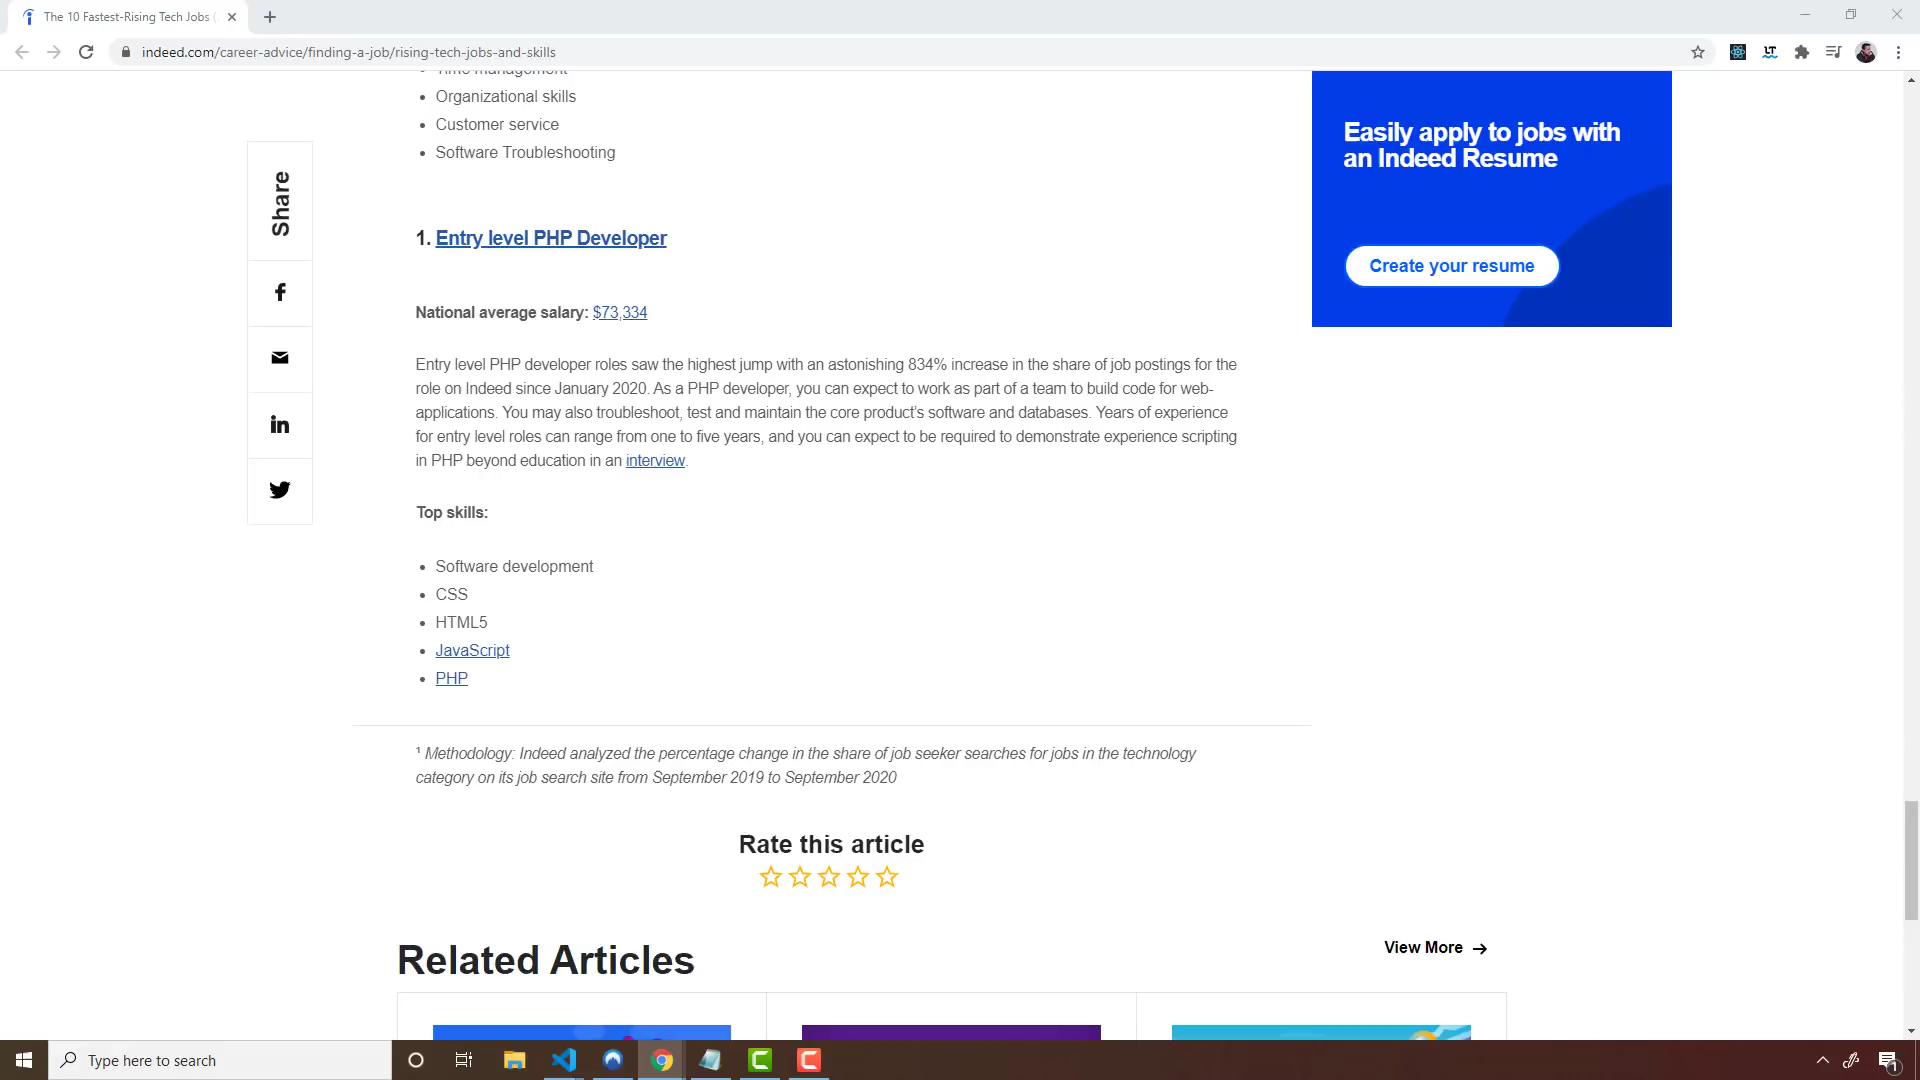 The 10 Fastest-Rising Tech Jobs (
indeed.com/career-advice/finding-a-job/rising-tech-jobs-and-skills
Time management
Organizational skills
Customer service
Software Troubleshooting
Share
1. Entry level PHP Developer
National average salary: $73,334
Entry level PHP developer roles saw the highest jump with an astonishing 834% increase in the share of job postings for the
role on Indeed since January 2020. As a PHP developer, you can expect to work as part of a team to build code for web-
applications. You may also troubleshoot, test and maintain the core product’s software and databases. Years of experience
for entry level roles can range from one to five years, and you can expect to be required to demonstrate experience scripting
in PHP beyond education in an interview.
Top skills:
Software development
CSS
HTML5
JavaScript
PHP
¹ Methodology: Indeed analyzed the percentage change in the share of job seeker searches for jobs in the technology
category on its job search site from September 2019 to September 2020
Easily apply to jobs with
an Indeed Resume
Create your resume
Rate this article
Related Articles
View More
Type here to search
LT
1